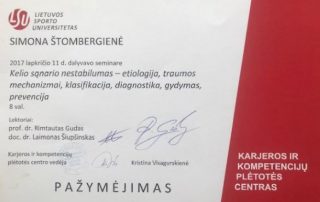 LIETUVOS
SPORTO
UNIVERSITETAS
SIMONA ŠTOMBERGIENĖ
2017 lapkričio 11 d. dalyvavo seminare
Kelio sąnario nestabilumas – etiologija, traumos
mechanizmai, klasifikacija, diagnostika, gydymas,
prevencija
8 val.
Lektoriai:
prof. dr. Rimtautas Gudas
doc. dr. Laimonas Šiupšinskas
Karjeros ir kompetencijų
plėtotės centro vedėja
Kristina Visagurskienė
PAŽYMĖJIMAS
KARJEROS IR
KOMPETENCIJŲ
PLĖTOTĖS
CENTRAS